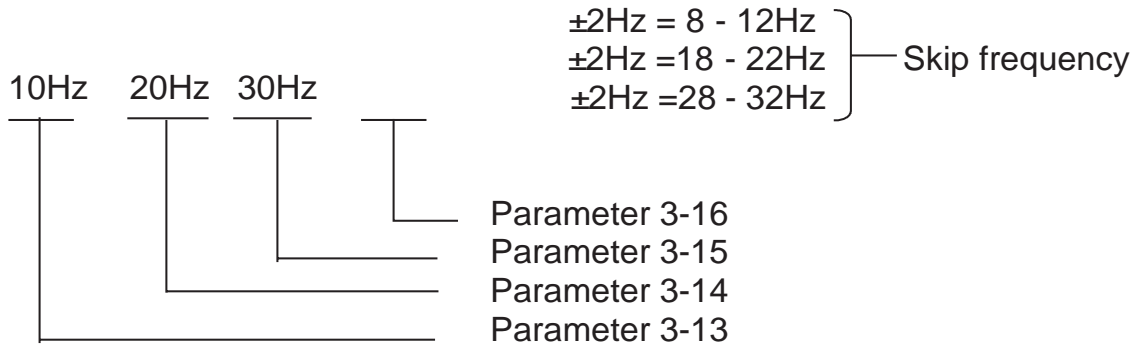 ±2Hz = 8 - 12Hz
±2Hz =18 - 22Hz
±2Hz =28 - 32Hz
Skip frequency
10Hz 20Hz 30Hz
Parameter 3-16
Parameter 3-15
Parameter 3-14
Parameter 3-13